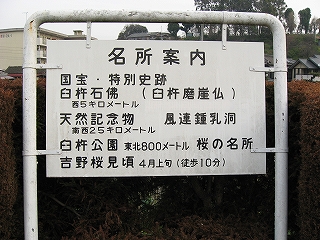 名所案内
国宝・特別史跡
臼杵石佛 （臼杵磨崖仏）
西5キロメートル
天然記念物 風連鍾乳洞
南西25キロメートル
臼杵公園 東北800メートル 桜の名所
吉野桜見頃 4月上旬（徒歩10分）